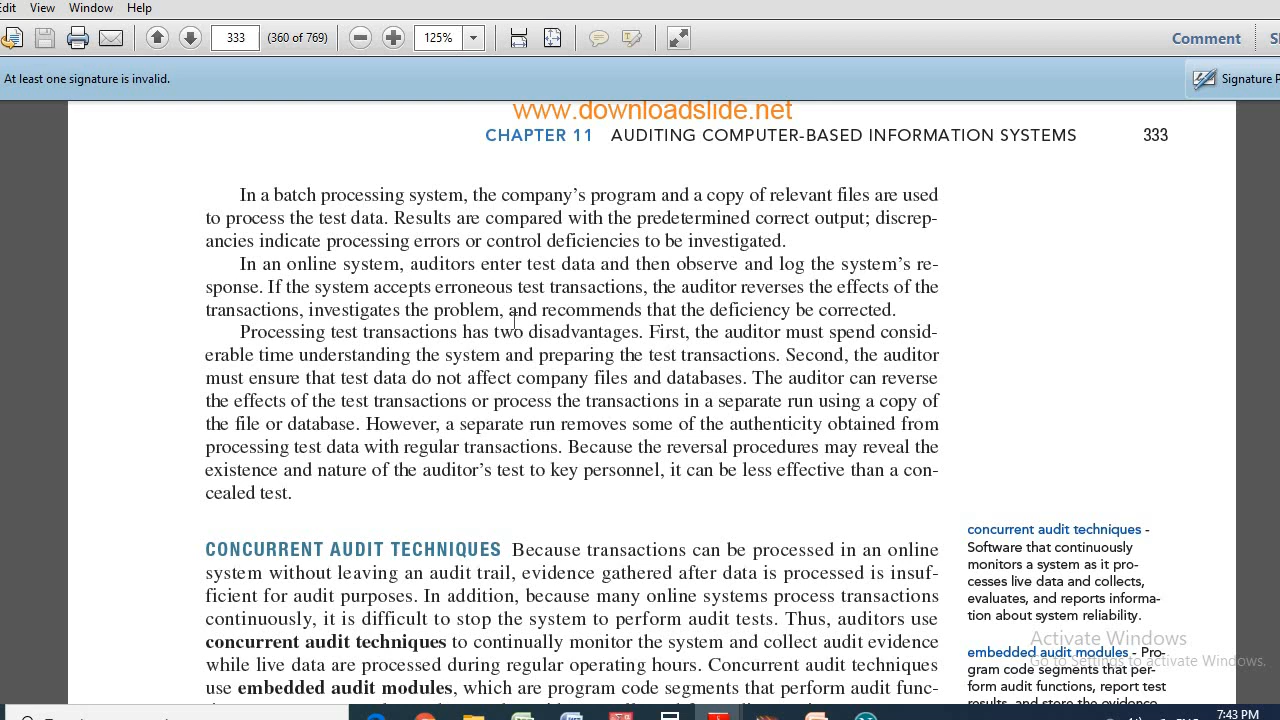 Edit View Window Help
333 (360 of 769) 125% Comment
At least one signature is invalid.
Signature
www.downloadslide.net
CHAPTER 11 AUDITING COMPUTER-BASED INFORMATION SYSTEMS 333
In a batch processing system, the company's program and a copy of relevant files are used
to process the test data. Results are compared with the predetermined correct output; discrep-
ancies indicate processing errors or control deficiencies to be investigated.
In an online system, auditors enter test data and then observe and log the system's re-
sponse. If the system accepts erroneous test transactions, the auditor reverses the effects of the
transactions, investigates the problem, and recommends that the deficiency be corrected.
Processing test transactions has two disadvantages. First, the auditor must spend consid-
erable time understanding the system and preparing the test transactions. Second, the auditor
must ensure that test data do not affect company files and databases. The auditor can reverse
the effects of the test transactions or process the transactions in a separate run using a copy of
the file or database. However, a separate run removes some of the authenticity obtained from
processing test data with regular transactions. Because the reversal procedures may reveal the
existence and nature of the auditor's test to key personnel, it can be less effective than a con-
cealed test.
CONCURRENT AUDIT TECHNIQUES Because transactions can be processed in an online
system without leaving an audit trail, evidence gathered after data is processed is insuf-
ficient for audit purposes. In addition, because many online systems process transactions
continuously, it is difficult to stop the system to perform audit tests. Thus, auditors use
concurrent audit techniques to continually monitor the system and collect audit evidence
while live data are processed during regular operating hours. Concurrent audit techniques
use embedded audit modules, which are program code segments that perform audit func-
concurrent audit techniques -
Software that continuously
monitors a system as it pro-
cesses live data and collects,
evaluates, and reports informa-
tion about system reliability.
embedded audit modules - Pro-
gram code segments that per-
form audit functions, report test
results, and store the evidence
Activate Windows
Go to Settings to activate Windows.
7:43 PM